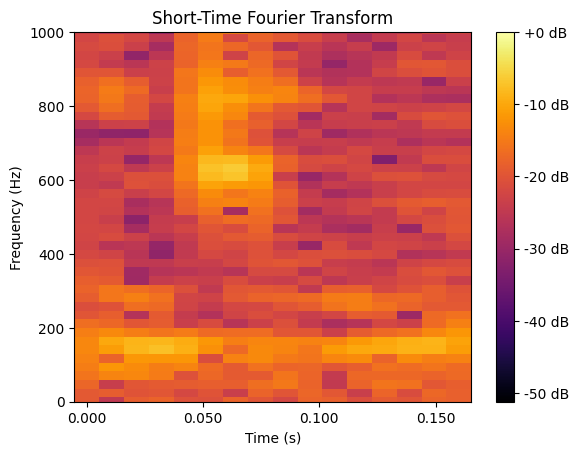 Short-Time Fourier Transform
1000
800
600
400
200
0
Frequency (Hz)
0.000
0.050
0.100
0.150
Time (s)
+0 dB
-10 dB
-20 dB
-30 dB
-40 dB
-50 dB